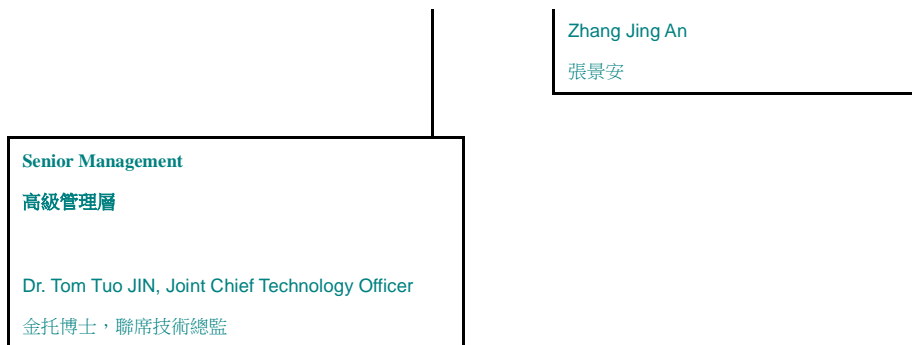 Zhang Jing An
張景安
Senior Management
高級管理層
Dr. Tom Tuo JIN, Joint Chief Technology Officer
金托博士，聯席技術總監